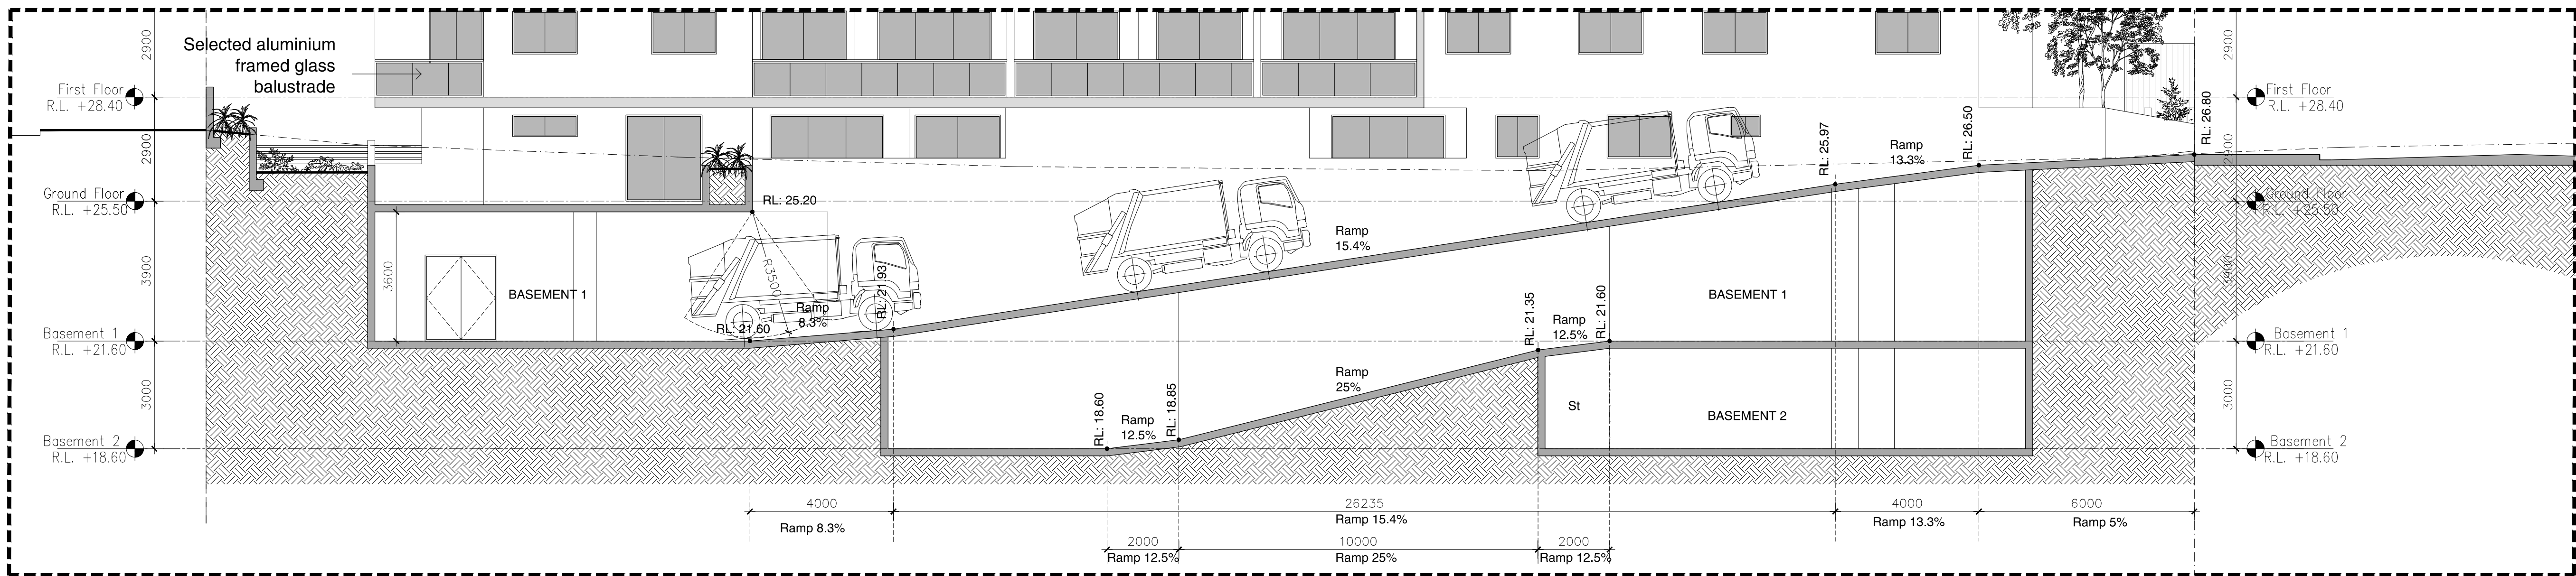 2900
Selected aluminium
framed glass
balustrade
First Floor
R.L. +28.40
2900
Ground Floor
R.L. +25.50
3900
Basement 1
R.L. +21.60
3000
Basement 2
R.L. +18.60
3600
BASEMENT 1
RL: 25.20
R3500
RL: 21.60
Ramp
8.3%
RL: 21.93
Ramp
15.4%
RL: 18.60
Ramp
12.5%
RL: 18.85
Ramp
25%
RL: 21.35
Ramp
12.5%
RL: 21.60
St
BASEMENT 1
BASEMENT 2
RL: 25.97
Ramp
13.3%
RL: 26.50
RL: 26.80
2900
First Floor
R.L. +28.40
2900
Ground Floor
R.L. +25.50
3900
Basement 1
R.L. +21.60
3000
Basement 2
R.L. +18.60
4000
Ramp 8.3%
26235
Ramp 15.4%
4000
Ramp 13.3%
6000
Ramp 5%
2000
Ramp 12.5%
10000
Ramp 25%
2000
Ramp 12.5%